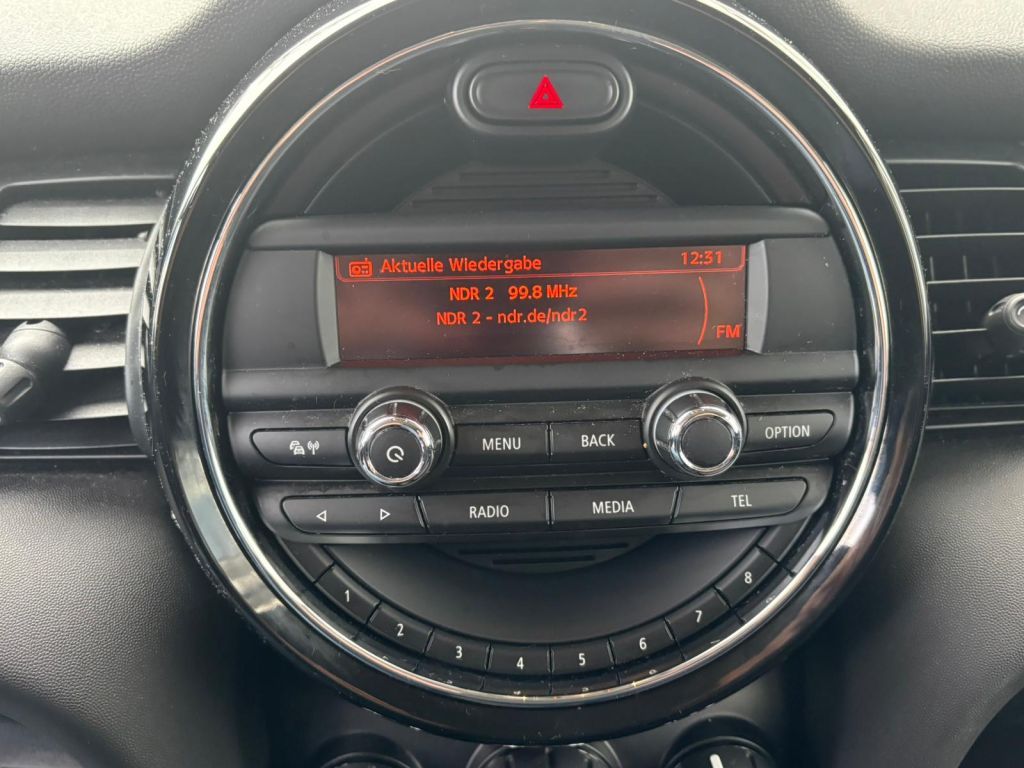 Aktuelle Wiedergabe 12:31
NDR 2 99.8 MHz
NDR 2 - ndr.de/ndr2
FM
MENU BACK OPTION
RADIO MEDIA TEL
1 2 3 4 5 6 7 8